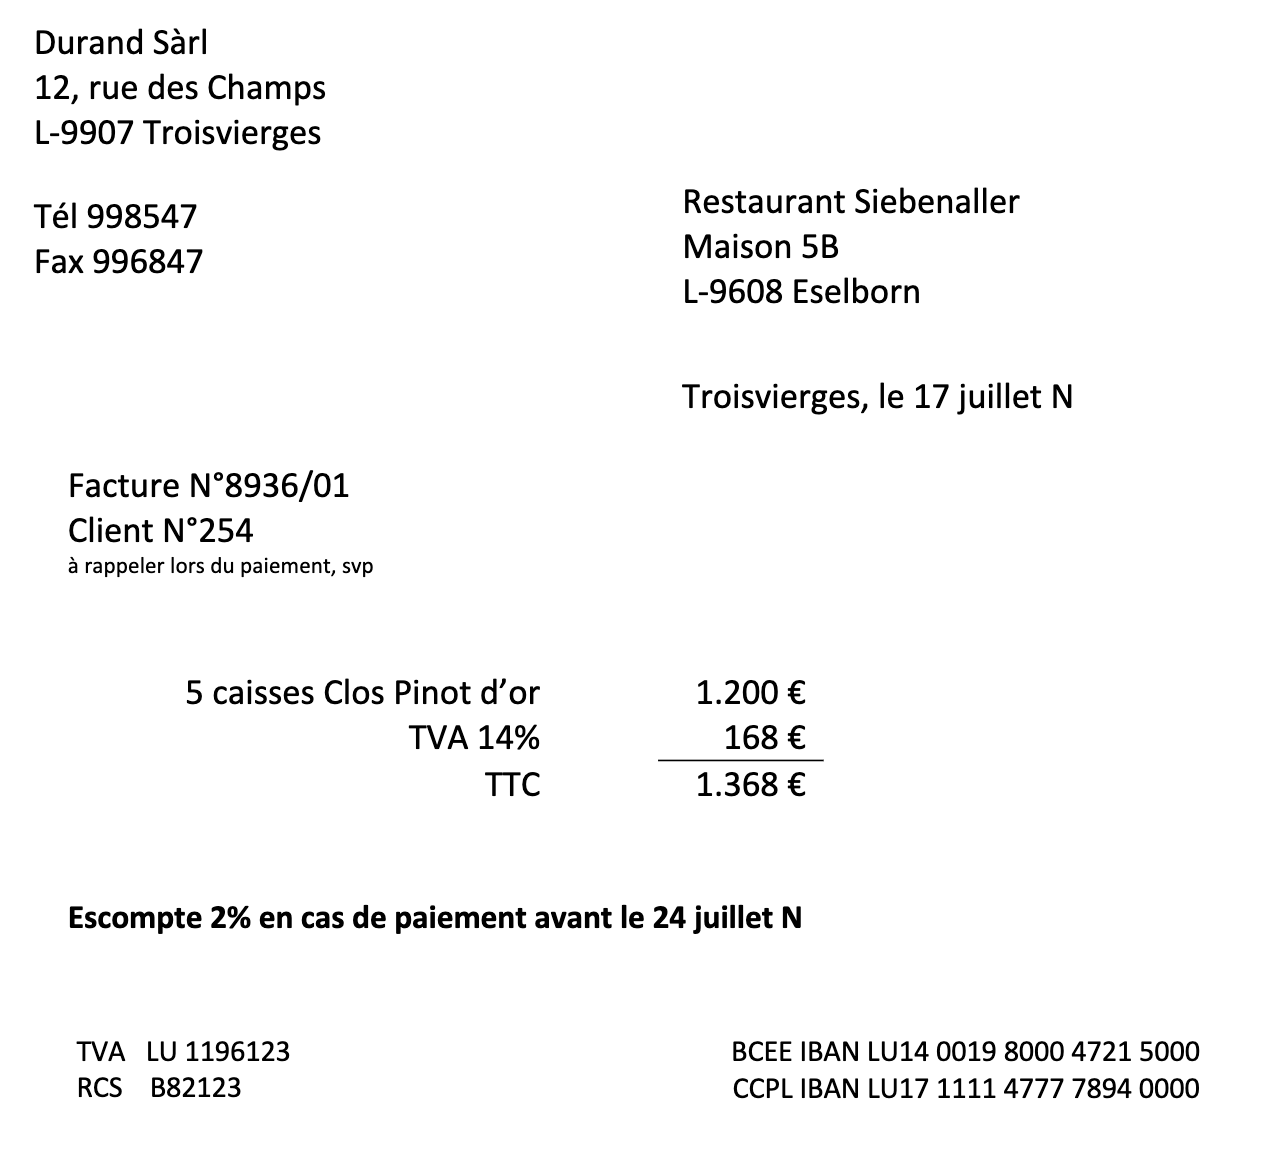 Durand Sàrl
12, rue des Champs
L-9907 Troisvierges
Tél 998547
Fax 996847
Restaurant Siebenaller
Maison 5B
L-9608 Eselborn
Troisvierges, le 17 juillet N
Facture N°8936/01
Client N°254
à rappeler lors du paiement, svp
5 caisses Clos Pinot d’or 1.200 €
TVA 14% 168 €
TTC 1.368 €
Escompte 2% en cas de paiement avant le 24 juillet N
TVA LU 1196123
RCS B82123
BCEE IBAN LU14 0019 8000 4721 5000
CCPL IBAN LU17 1111 4777 7894 0000